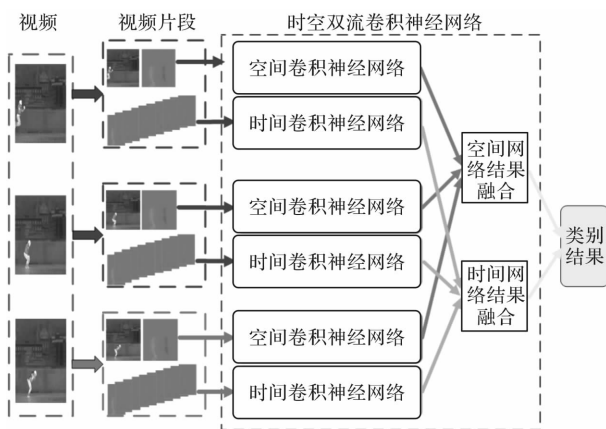 视频
视频片段
时空双流卷积神经网络
空间卷积神经网络
时间卷积神经网络
空间卷积神经网络
时间卷积神经网络
空间卷积神经网络
时间卷积神经网络
空间网
络结果
融合
时间网
络结果
融合
类别
结果